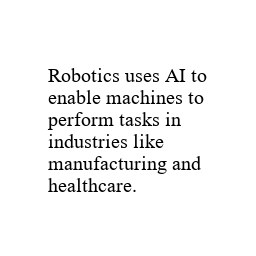 Robotics uses AI to
enable machines to
perform tasks in
industries like
manufacturing and
healthcare.